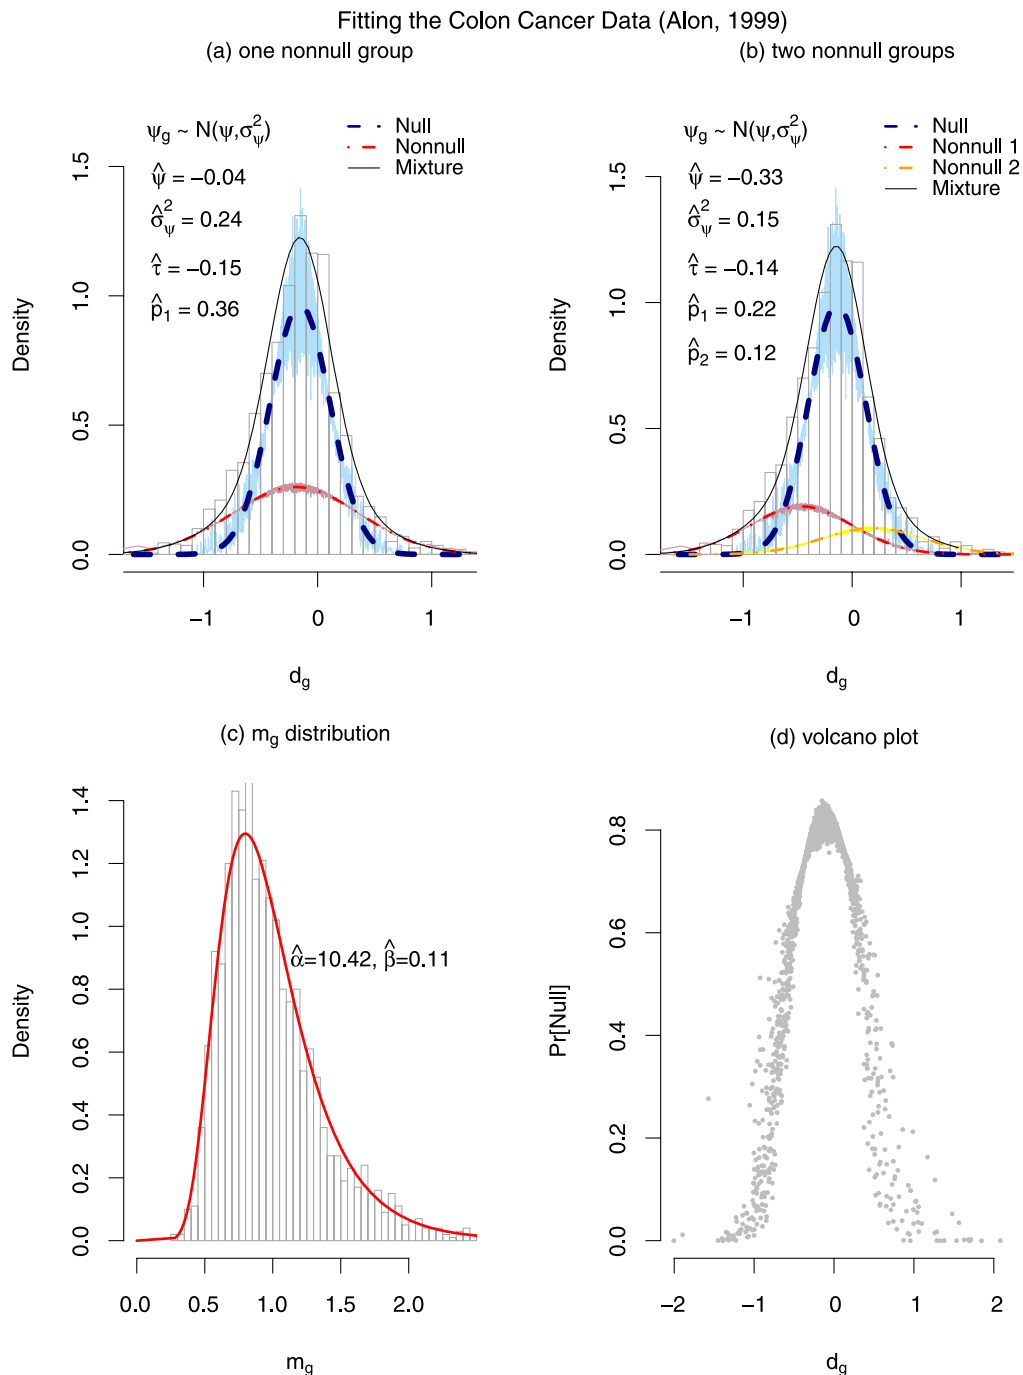 Fitting the Colon Cancer Data (Alon, 1999)
(a) one nonnull group
ψg ~ N(ψ,σ²ψ)
ψ̂ = −0.04
σ̂²ψ = 0.24
τ̂ = −0.15
p̂1 = 0.36
Null
Nonnull
Mixture
Density
0.0 0.5 1.0 1.5
−1 0 1
dg
(b) two nonnull groups
ψg ~ N(ψ,σ²ψ)
ψ̂ = −0.33
σ̂²ψ = 0.15
τ̂ = −0.14
p̂1 = 0.22
p̂2 = 0.12
Null
Nonnull 1
Nonnull 2
Mixture
Density
0.0 0.5 1.0 1.5
−1 0 1
dg
(c) mg distribution
α̂=10.42, β̂=0.11
Density
0.0 0.2 0.4 0.6 0.8 1.0 1.2 1.4
0.0 0.5 1.0 1.5 2.0
mg
(d) volcano plot
Pr[Null]
0.0 0.2 0.4 0.6 0.8
−2 −1 0 1 2
dg